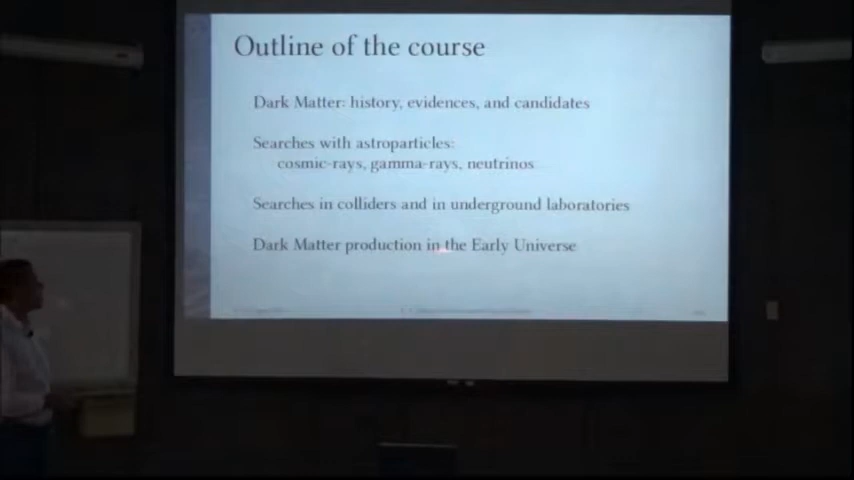 Outline of the course
Dark Matter: history, evidences, and candidates
Searches with astroparticles:
cosmic-rays, gamma-rays, neutrinos
Searches in colliders and in underground laboratories
Dark Matter production in the Early Universe